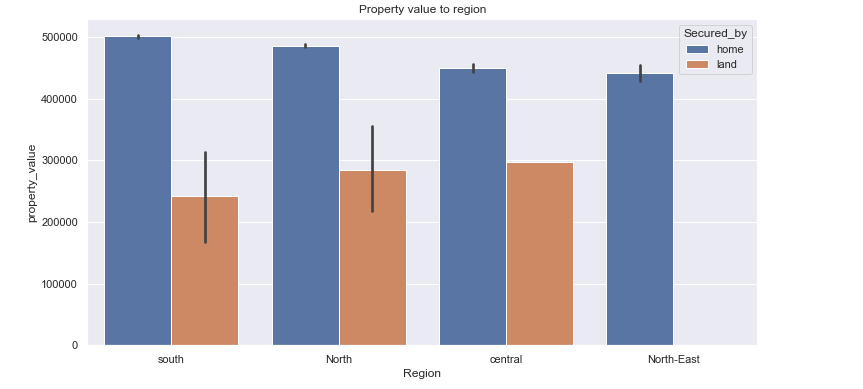 Property value to region
500000
400000
300000
200000
100000
0
property_value
Secured_by
home
land
south North central North-East
Region